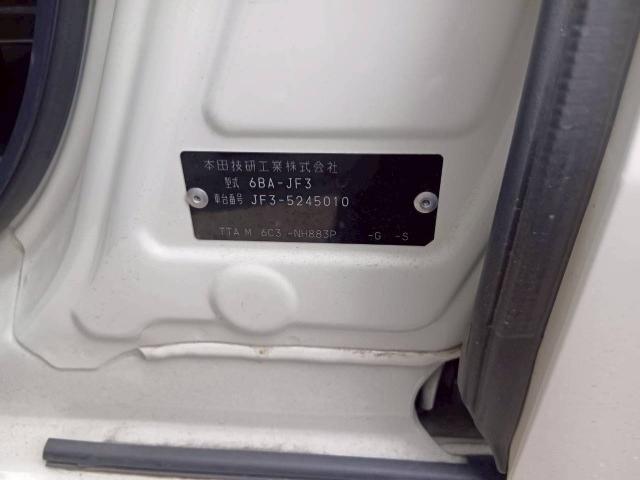 本田技研工業株式会社
型式 6BA-JF3
車台番号 JF3-5245010
TTA M 6C3 -NH883P -G -S